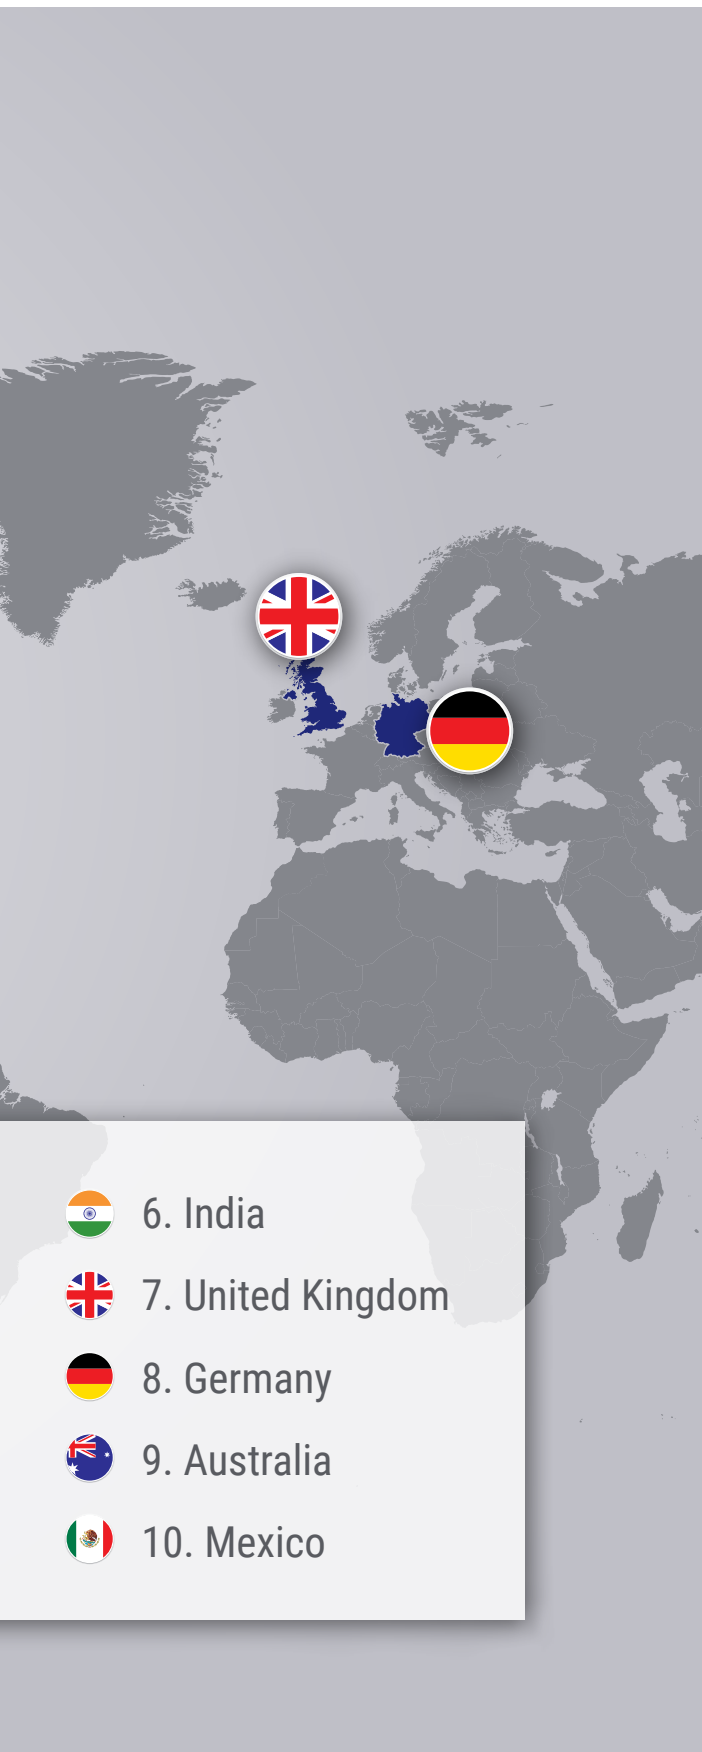 6. India
7. United Kingdom
8. Germany
9. Australia
10. Mexico